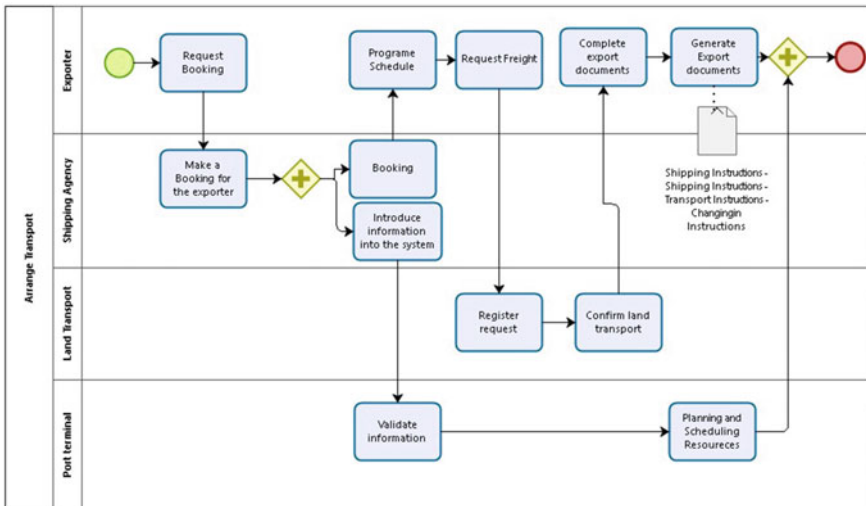 Arrange Transport
Exporter
Request
Booking
Programe
Schedule
Request Freight
Complete
export
documents
Generate
Export
documents
Shipping Agency
Make a
Booking for
the exporter
Booking
Introduce
information
into the system
Shipping Instructions -
Shipping Instructions -
Transport Instructions -
Changingin
Instructions
Land Transport
Register
request
Confirm land
transport
Port terminal
Validate
information
Planning and
Scheduling
Resoureces